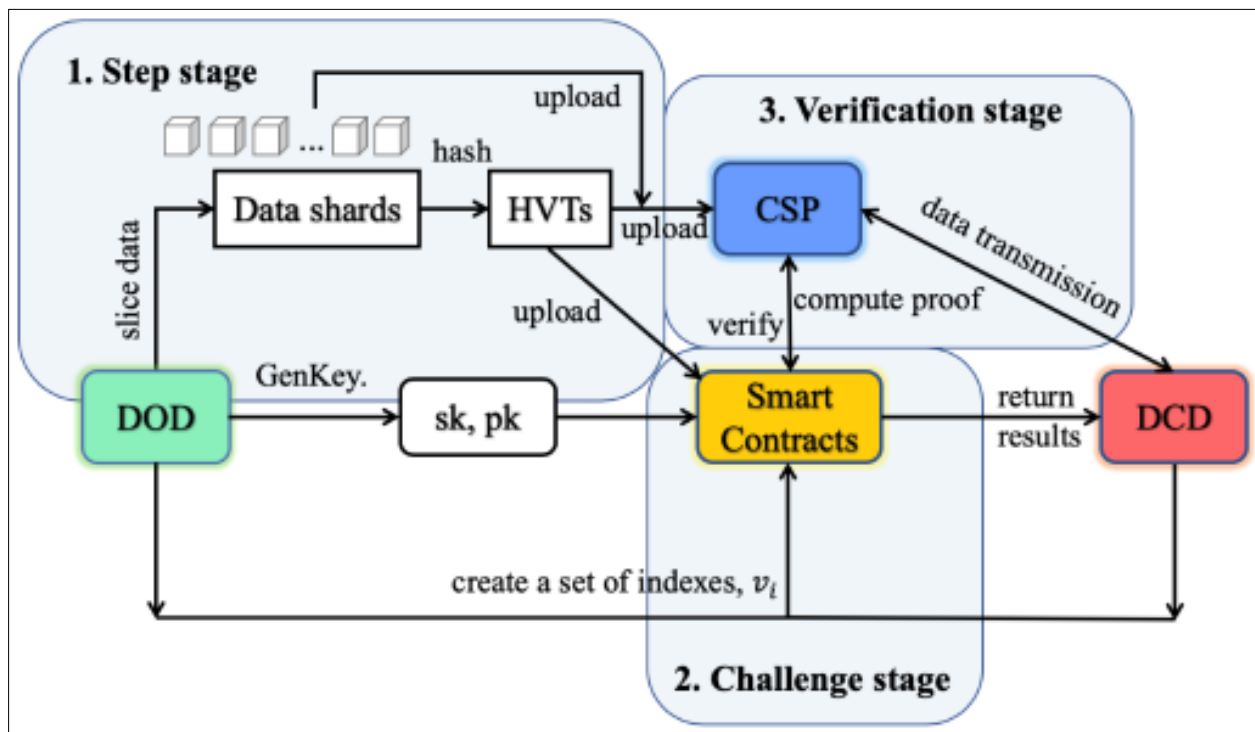 1. Step stage
upload
3. Verification stage
...
hash
Data shards
HVTs
upload
CSP
data transmission
slice data
upload
compute proof
verify
GenKey.
DOD
sk, pk
Smart
Contracts
return
results
DCD
create a set of indexes, vᵢ
2. Challenge stage